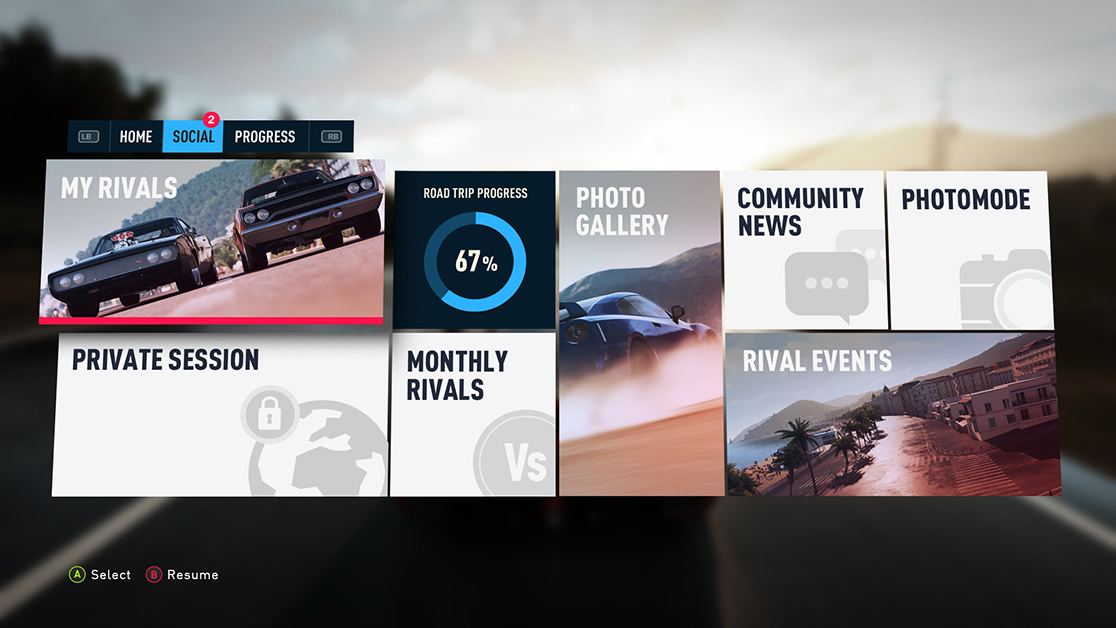 2
LB HOME SOCIAL PROGRESS RB
MY RIVALS
ROAD TRIP PROGRESS
67%
PHOTO
GALLERY
COMMUNITY
NEWS
PHOTOMODE
PRIVATE SESSION
MONTHLY
RIVALS
Vs
RIVAL EVENTS
A Select B Resume